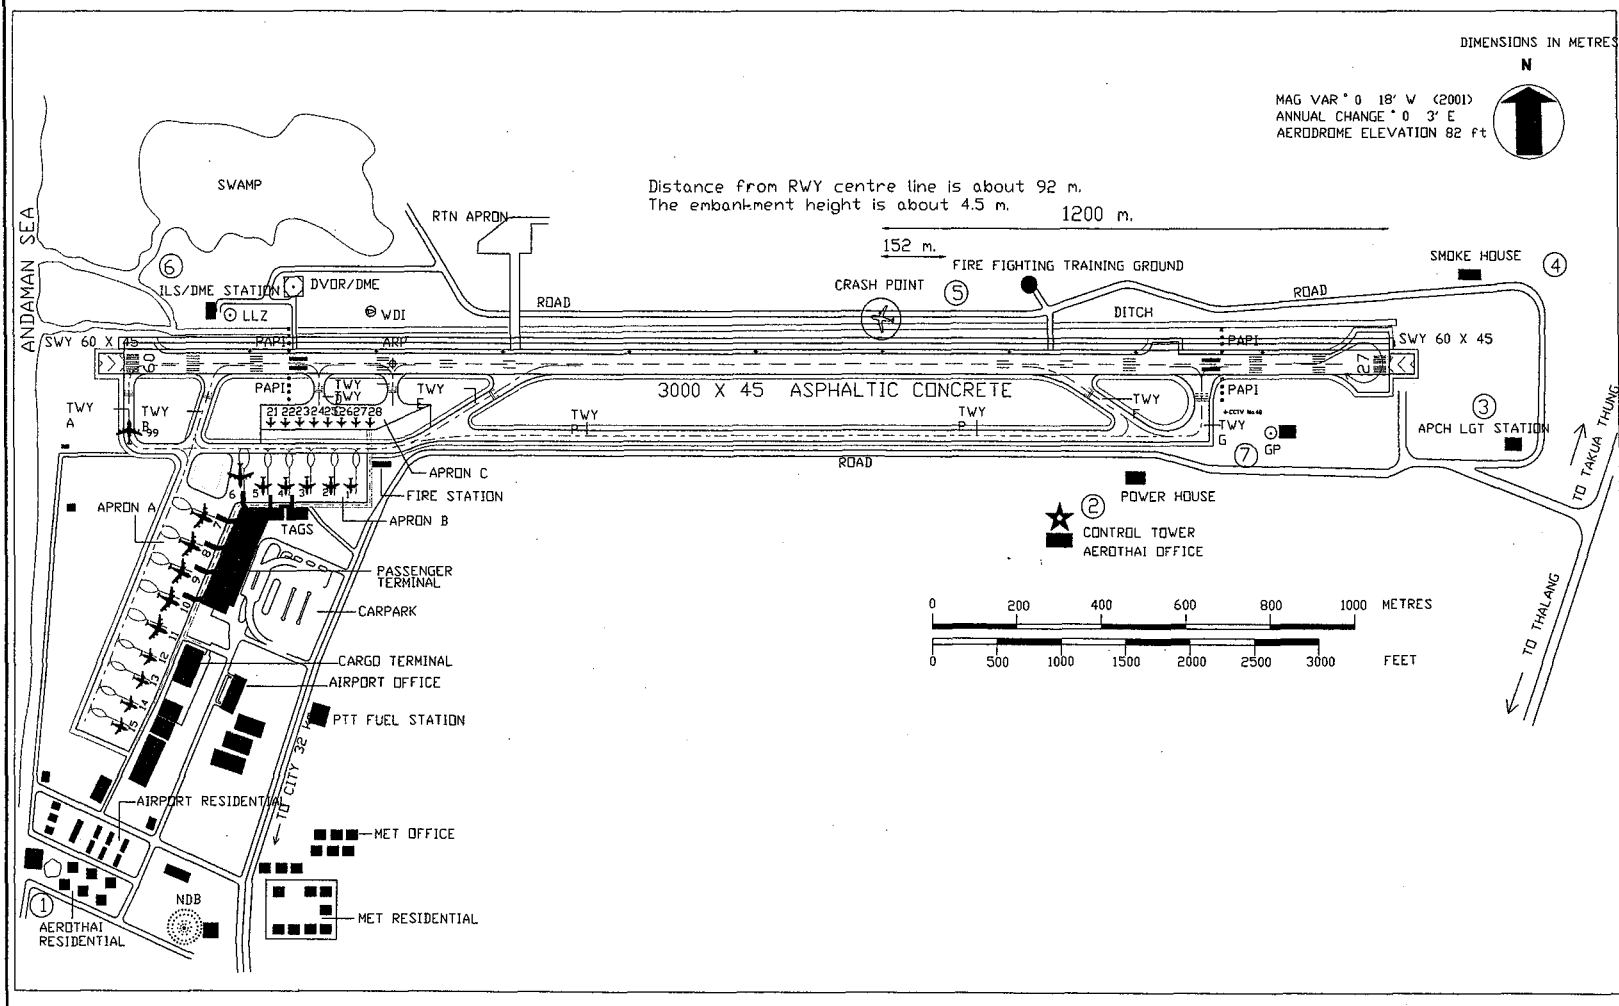 DIMENSIONS IN METRES
N
MAG VAR ° 0 18' W (2001)
ANNUAL CHANGE ° 0 3' E
AERODROME ELEVATION 82 ft
SWAMP
ANDAMAN SEA
Distance from RWY centre line is about 92 m.
The embankment height is about 4.5 m.
1200 m.
152 m.
RTN APRON
SMOKE HOUSE
4
6
ILS/DME STATION
DVOR/DME
LLZ
WDI
ROAD
CRASH POINT
5
FIRE FIGHTING TRAINING GROUND
DITCH
ROAD
SWY 60 X 45
PAPI
ARP
PAPI
SWY 60 X 45
09
27
PAPI
TWY
TWY
TWY
E
3000 X 45 ASPHALTIC CONCRETE
PAPI
TWY
A
TWY
B
99
21 22 23 24 25 26 27 28
TWY
P
TWY
P
TWY
F
TWY
G
+CCTV No.48
GP
7
3
APCH LGT STATION
ROAD
APRON C
FIRE STATION
APRON B
APRON A
6 5 4 3 2 1
7
8
9
10
11
12
13
14
15
TAGS
PASSENGER
TERMINAL
CARPARK
POWER HOUSE
2
CONTROL TOWER
AEROTHAI OFFICE
TO TAKUA THUNG
TO THALANG
0 200 400 600 800 1000 METRES
0 500 1000 1500 2000 2500 3000 FEET
CARGO TERMINAL
AIRPORT OFFICE
PTT FUEL STATION
TO CITY 32
AIRPORT RESIDENTIAL
MET OFFICE
NDB
MET RESIDENTIAL
1
AEROTHAI
RESIDENTIAL